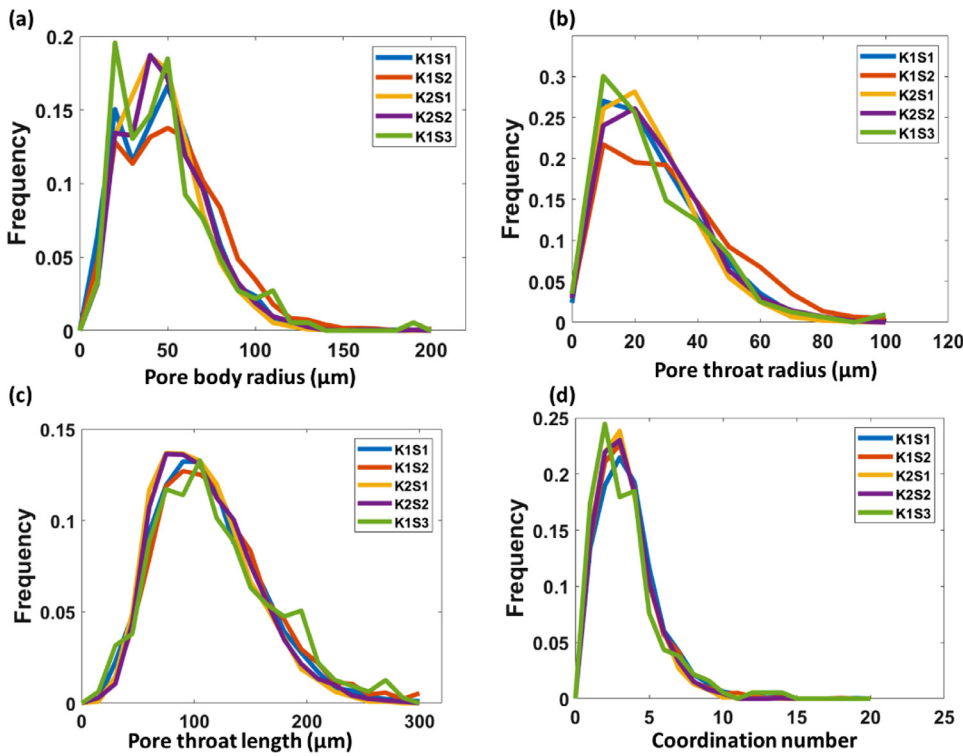 (a)
0.2
0.15
0.1
0.05
0
Frequency
K1S1
K1S2
K2S1
K2S2
K1S3
0 50 100 150 200
Pore body radius (μm)
(b)
0.3
0.25
0.2
0.15
0.1
0.05
0
Frequency
K1S1
K1S2
K2S1
K2S2
K1S3
0 20 40 60 80 100 120
Pore throat radius (μm)
(c)
0.15
0.1
0.05
0
Frequency
K1S1
K1S2
K2S1
K2S2
K1S3
0 100 200 300
Pore throat length (μm)
(d)
0.25
0.2
0.15
0.1
0.05
0
Frequency
K1S1
K1S2
K2S1
K2S2
K1S3
0 5 10 15 20 25
Coordination number